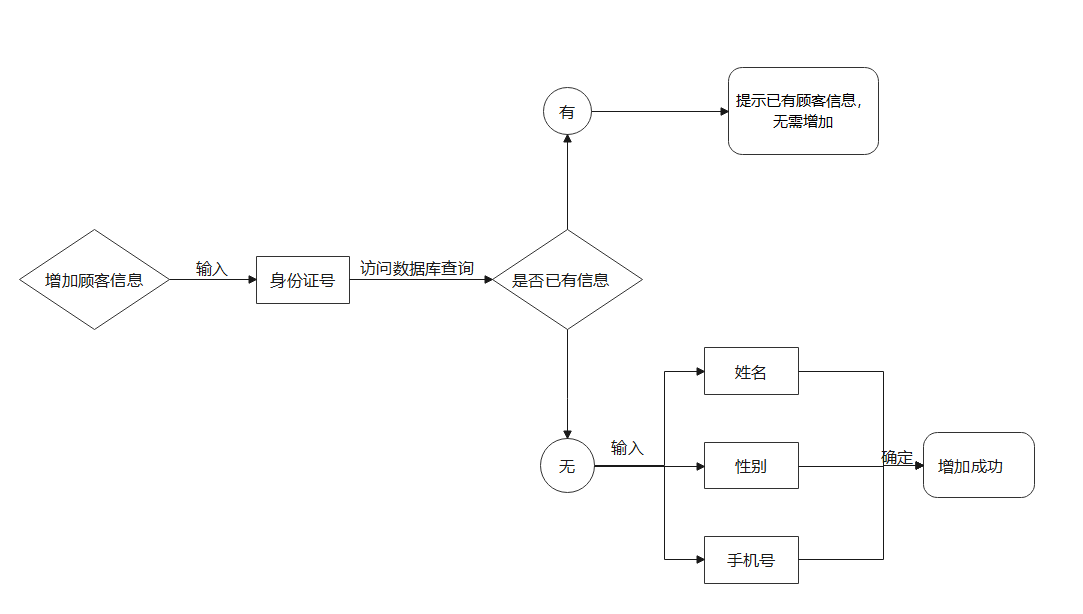 提示已有顾客信息，
无需增加
有
增加顾客信息
输入
身份证号
访问数据库查询
是否已有信息
姓名
无
输入
性别
确定
增加成功
手机号